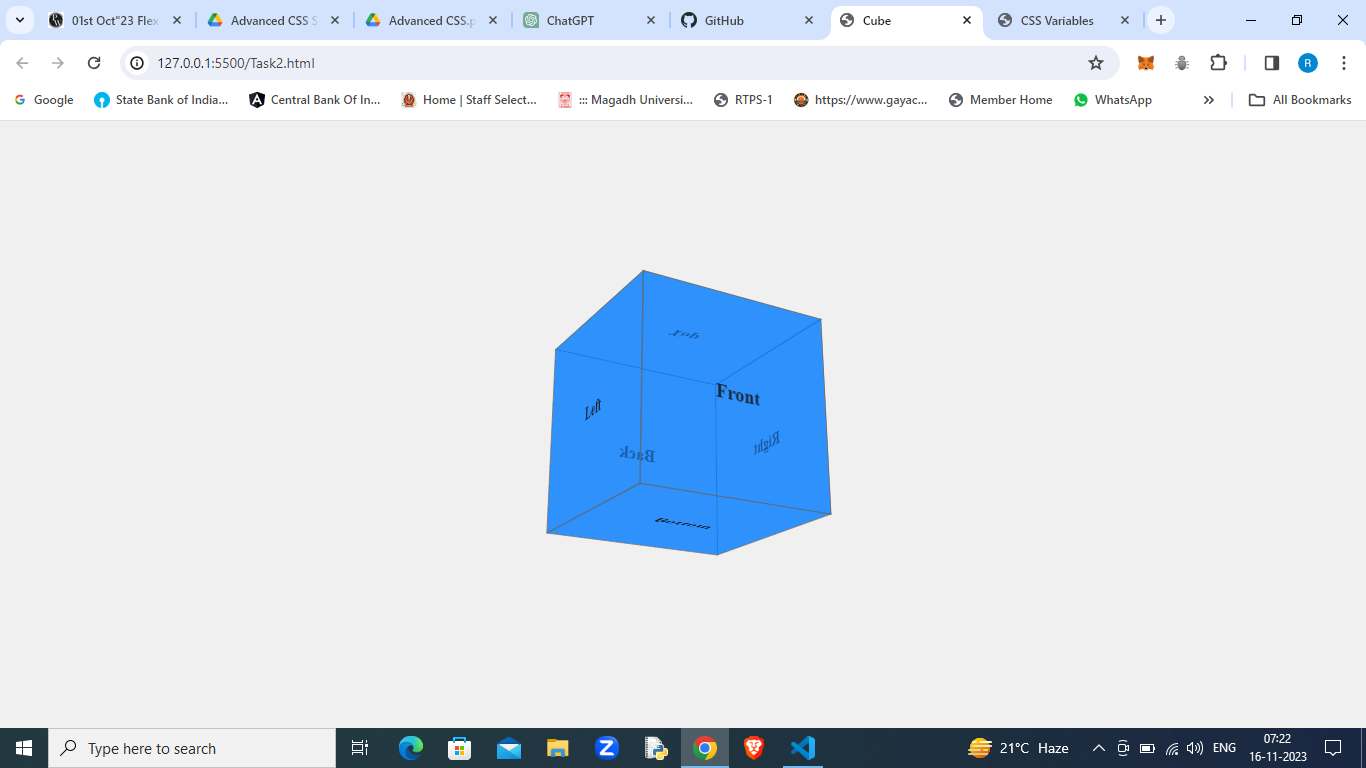 01st Oct"23 Flex
Advanced CSS S
Advanced CSS.p
ChatGPT
GitHub
Cube
CSS Variables
127.0.0.1:5500/Task2.html
R
Google
State Bank of India...
Central Bank Of In...
Home | Staff Select...
::: Magadh Universi...
RTPS-1
https://www.gayac...
Member Home
WhatsApp
All Bookmarks
Top
Front
Left
Right
Back
Bottom
Type here to search
21°C Haze
ENG
07:22
16-11-2023